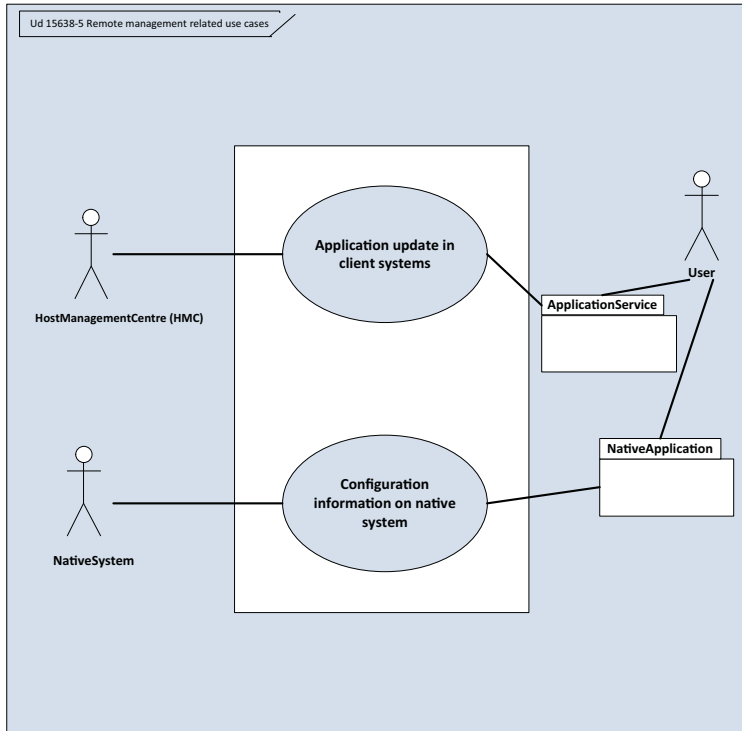 Ud 15638-5 Remote management related use cases
Application update in
client systems
User
HostManagementCentre (HMC)
ApplicationService
NativeApplication
Configuration
information on native
system
NativeSystem